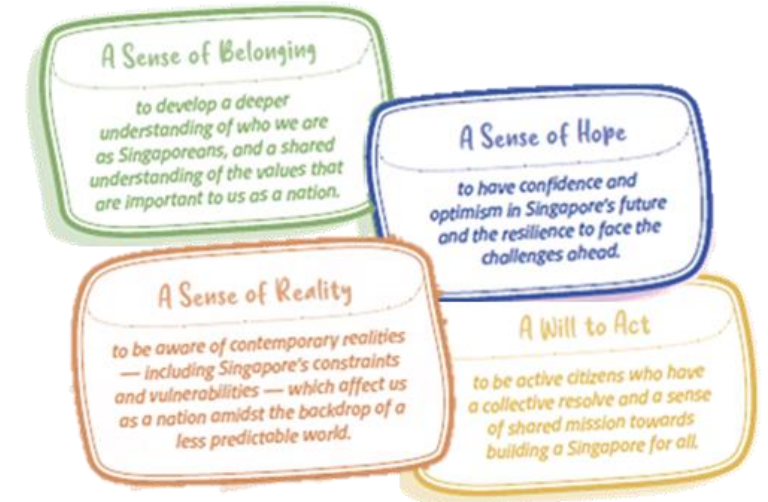 A Sense of Belonging
to develop a deeper
understanding of who we are
as Singaporeans, and a shared
understanding of the values that
are important to us as a nation.
A Sense of Hope
to have confidence and
optimism in Singapore's future
and the resilience to face the
challenges ahead.
A Sense of Reality
to be aware of contemporary realities
— including Singapore's constraints
and vulnerabilities — which affect us
as a nation amidst the backdrop of a
less predictable world.
A Will to Act
to be active citizens who have
a collective resolve and a sense
of shared mission towards
building a Singapore for all.